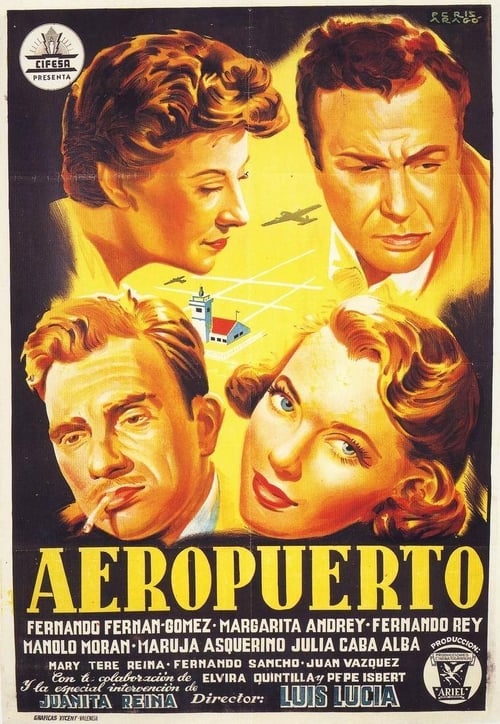 PERIS
ARAGÓ
CIFESA
PRESENTA
AEROPUERTO
FERNANDO FERNAN-GOMEZ · MARGARITA ANDREY · FERNANDO REY
MANOLO MORAN · MARUJA ASQUERINO JULIA CABA ALBA
MARY TERE REINA · FERNANDO SANCHO · JUAN VAZQUEZ
Con la colaboración de ELVIRA QUINTILLA y PEPE ISBERT
Y la especial intervención de
JUANITA REINA Director: LUIS LUCIA
PRODUCCION:
ARIEL
GRAFICAS VICENT-VALENCIA